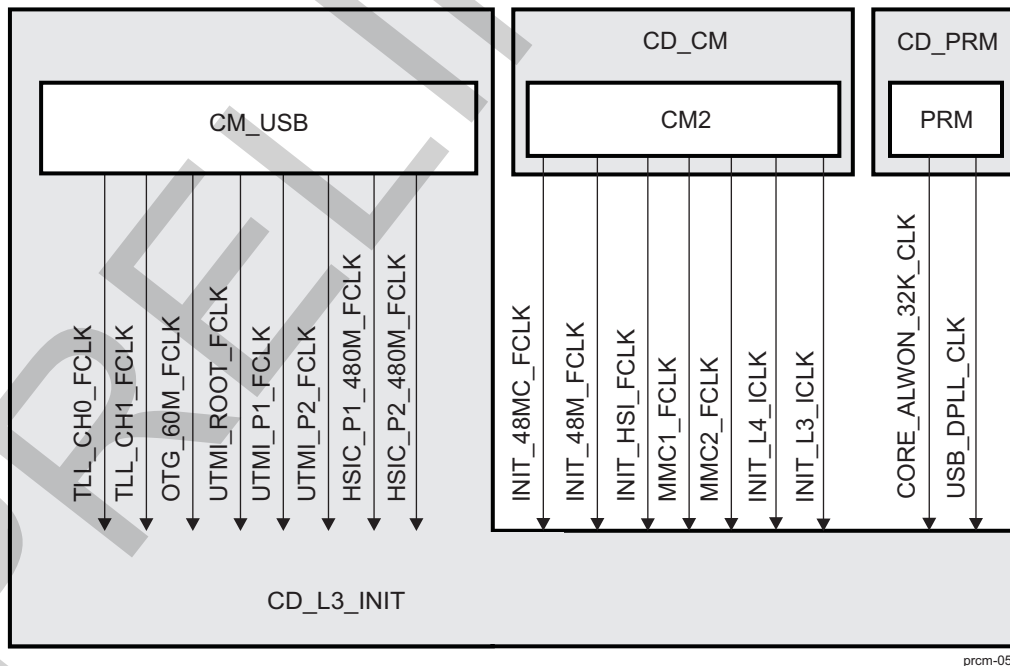 CD_CM
CD_PRM
CM_USB
CM2
PRM
TLL_CH0_FCLK
TLL_CH1_FCLK
OTG_60M_FCLK
UTMI_ROOT_FCLK
UTMI_P1_FCLK
UTMI_P2_FCLK
HSIC_P1_480M_FCLK
HSIC_P2_480M_FCLK
INIT_48MC_FCLK
INIT_48M_FCLK
INIT_HSI_FCLK
MMC1_FCLK
MMC2_FCLK
INIT_L4_ICLK
INIT_L3_ICLK
CORE_ALWON_32K_CLK
USB_DPLL_CLK
CD_L3_INIT